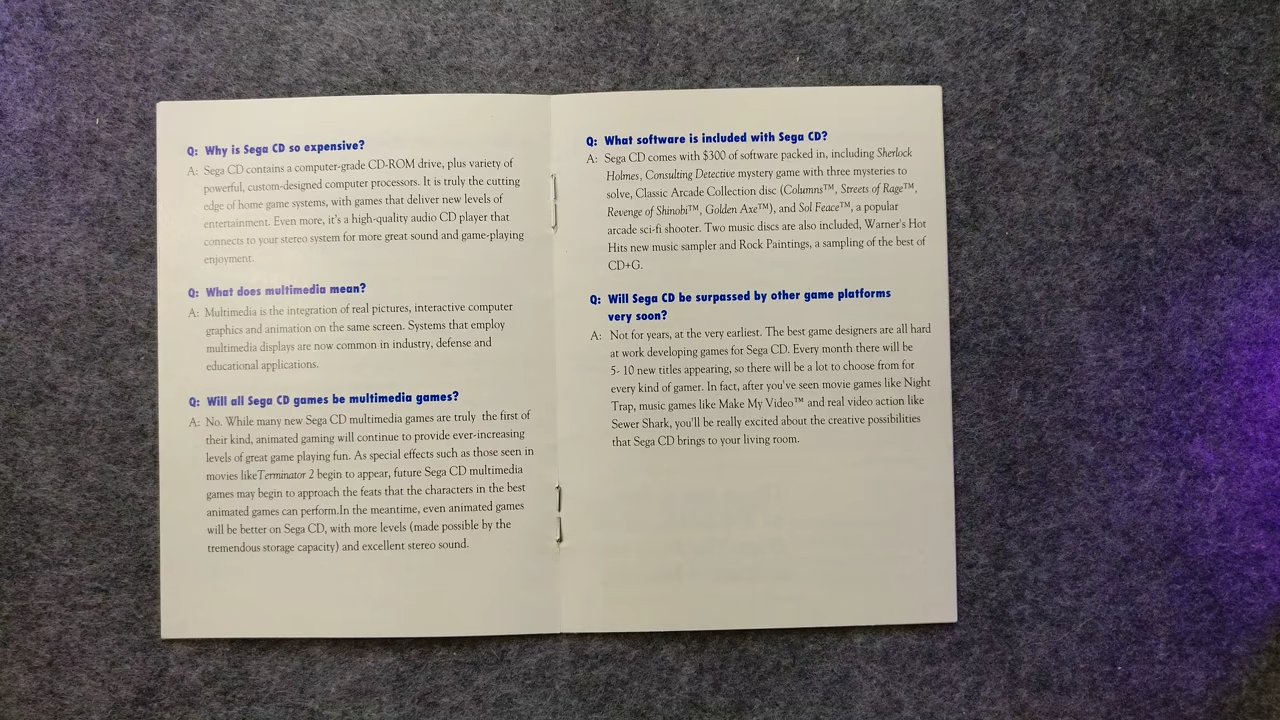 Q: Why is Sega CD so expensive?
A: Sega CD contains a computer-grade CD-ROM drive, plus variety of
powerful, custom-designed computer processors. It is truly the cutting
edge of home game systems, with games that deliver new levels of
entertainment. Even more, it's a high-quality audio CD player that
connects to your stereo system for more great sound and game-playing
enjoyment.
Q: What does multimedia mean?
A: Multimedia is the integration of real pictures, interactive computer
graphics and animation on the same screen. Systems that employ
multimedia displays are now common in industry, defense and
educational applications.
Q: Will all Sega CD games be multimedia games?
A: No. While many new Sega CD multimedia games are truly the first of
their kind, animated gaming will continue to provide ever-increasing
levels of great game playing fun. As special effects such as those seen in
movies likeTerminator 2 begin to appear, future Sega CD multimedia
games may begin to approach the feats that the characters in the best
animated games can perform.In the meantime, even animated games
will be better on Sega CD, with more levels (made possible by the
tremendous storage capacity) and excellent stereo sound.
Q: What software is included with Sega CD?
A: Sega CD comes with $300 of software packed in, including Sherlock
Holmes, Consulting Detective mystery game with three mysteries to
solve, Classic Arcade Collection disc (Columns™, Streets of Rage™,
Revenge of Shinobi™, Golden Axe™), and Sol Feace™, a popular
arcade sci-fi shooter. Two music discs are also included, Warner's Hot
Hits new music sampler and Rock Paintings, a sampling of the best of
CD+G.
Q: Will Sega CD be surpassed by other game platforms
very soon?
A: Not for years, at the very earliest. The best game designers are all hard
at work developing games for Sega CD. Every month there will be
5- 10 new titles appearing, so there will be a lot to choose from for
every kind of gamer. In fact, after you've seen movie games like Night
Trap, music games like Make My Video™ and real video action like
Sewer Shark, you'll be really excited about the creative possibilities
that Sega CD brings to your living room.